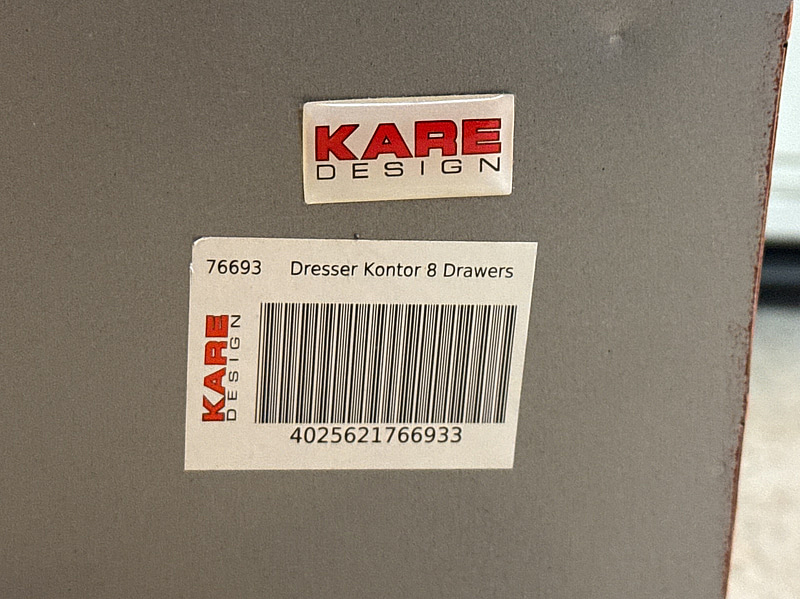 KARE
DESIGN
76693 Dresser Kontor 8 Drawers
KARE
DESIGN
4025621766933